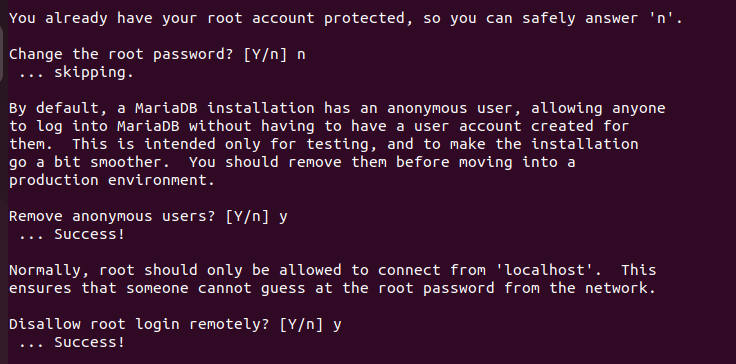 You already have your root account protected, so you can safely answer 'n'.
Change the root password? [Y/n] n
 ... skipping.
By default, a MariaDB installation has an anonymous user, allowing anyone
to log into MariaDB without having to have a user account created for
them.  This is intended only for testing, and to make the installation
go a bit smoother.  You should remove them before moving into a
production environment.
Remove anonymous users? [Y/n] y
 ... Success!
Normally, root should only be allowed to connect from 'localhost'.  This
ensures that someone cannot guess at the root password from the network.
Disallow root login remotely? [Y/n] y
 ... Success!